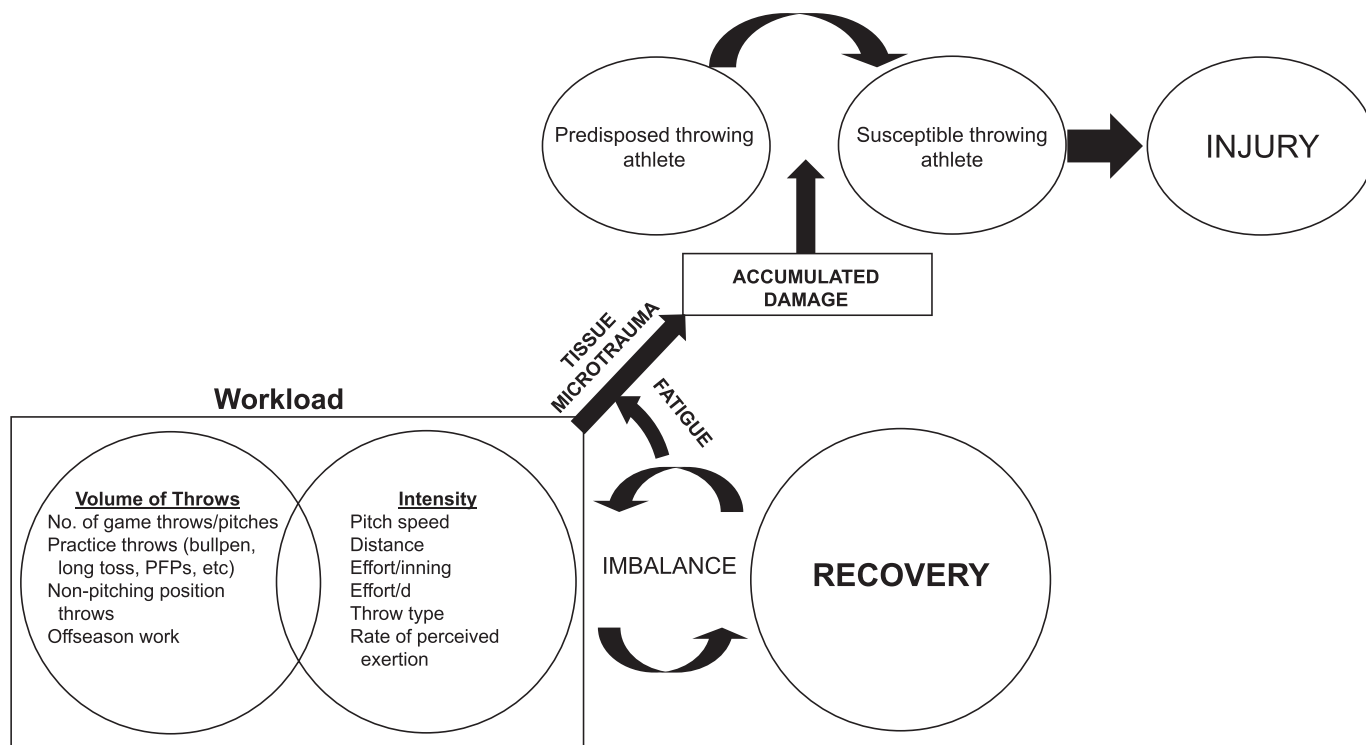 Predisposed throwing
athlete
Susceptible throwing
athlete
INJURY
ACCUMULATED
DAMAGE
TISSUE
MICROTRAUMA
FATIGUE
Workload
Volume of Throws
No. of game throws/pitches
Practice throws (bullpen,
long toss, PFPs, etc)
Non-pitching position
throws
Offseason work
Intensity
Pitch speed
Distance
Effort/inning
Effort/d
Throw type
Rate of perceived
exertion
IMBALANCE
RECOVERY